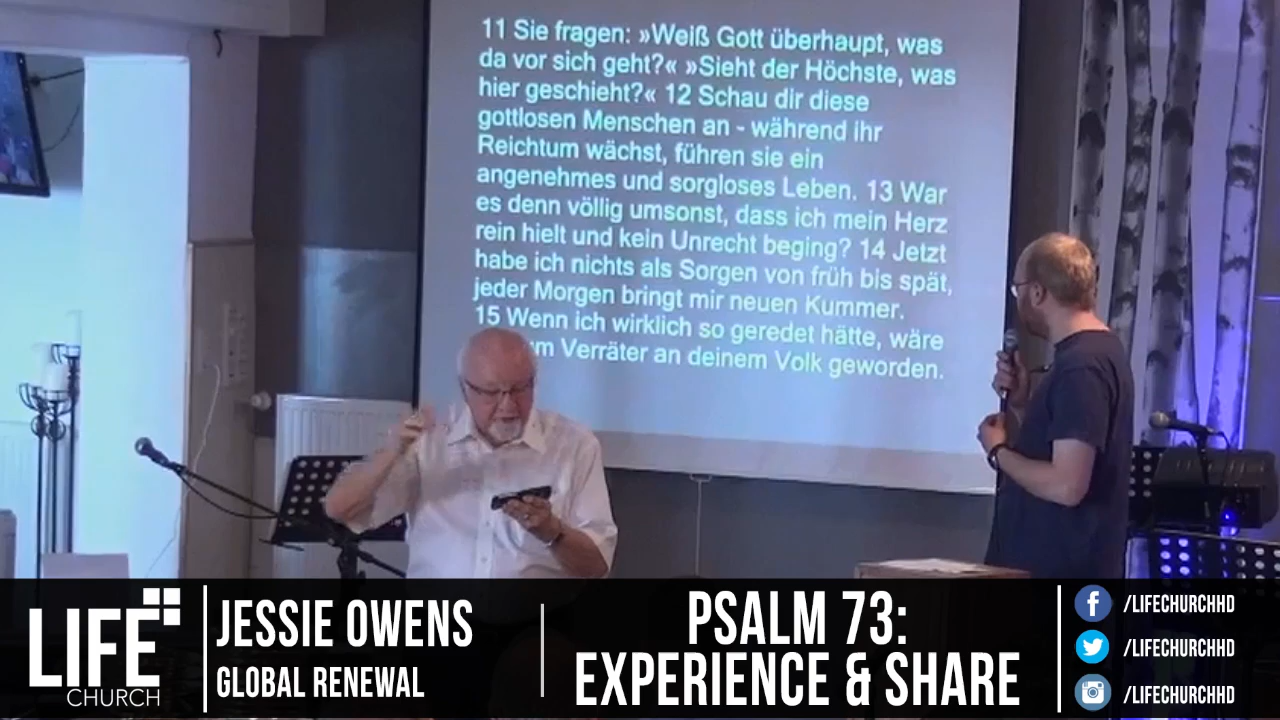 11 Sie fragen: »Weiß Gott überhaupt, was
da vor sich geht?« »Sieht der Höchste, was
hier geschieht?« 12 Schau dir diese
gottlosen Menschen an - während ihr
Reichtum wächst, führen sie ein
angenehmes und sorgloses Leben. 13 War
es denn völlig umsonst, dass ich mein Herz
rein hielt und kein Unrecht beging? 14 Jetzt
habe ich nichts als Sorgen von früh bis spät,
jeder Morgen bringt mir neuen Kummer.
15 Wenn ich wirklich so geredet hätte, wäre
Verräter an deinem Volk geworden.
LIFE
CHURCH
JESSIE OWENS
GLOBAL RENEWAL
PSALM 73:
EXPERIENCE & SHARE
/LIFECHURCHHD
/LIFECHURCHHD
/LIFECHURCHHD